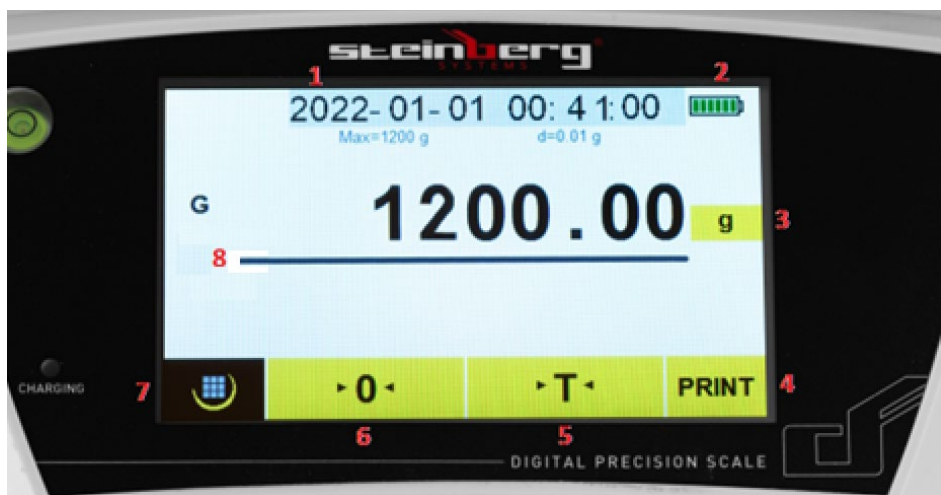 steinberg
SYSTEMS
1
2
2022-01-01 00:41:00
Max=1200 g d=0.01 g
G 1200.00 g
3
8
CHARGING
7
0 T PRINT
4
6
5
DIGITAL PRECISION SCALE